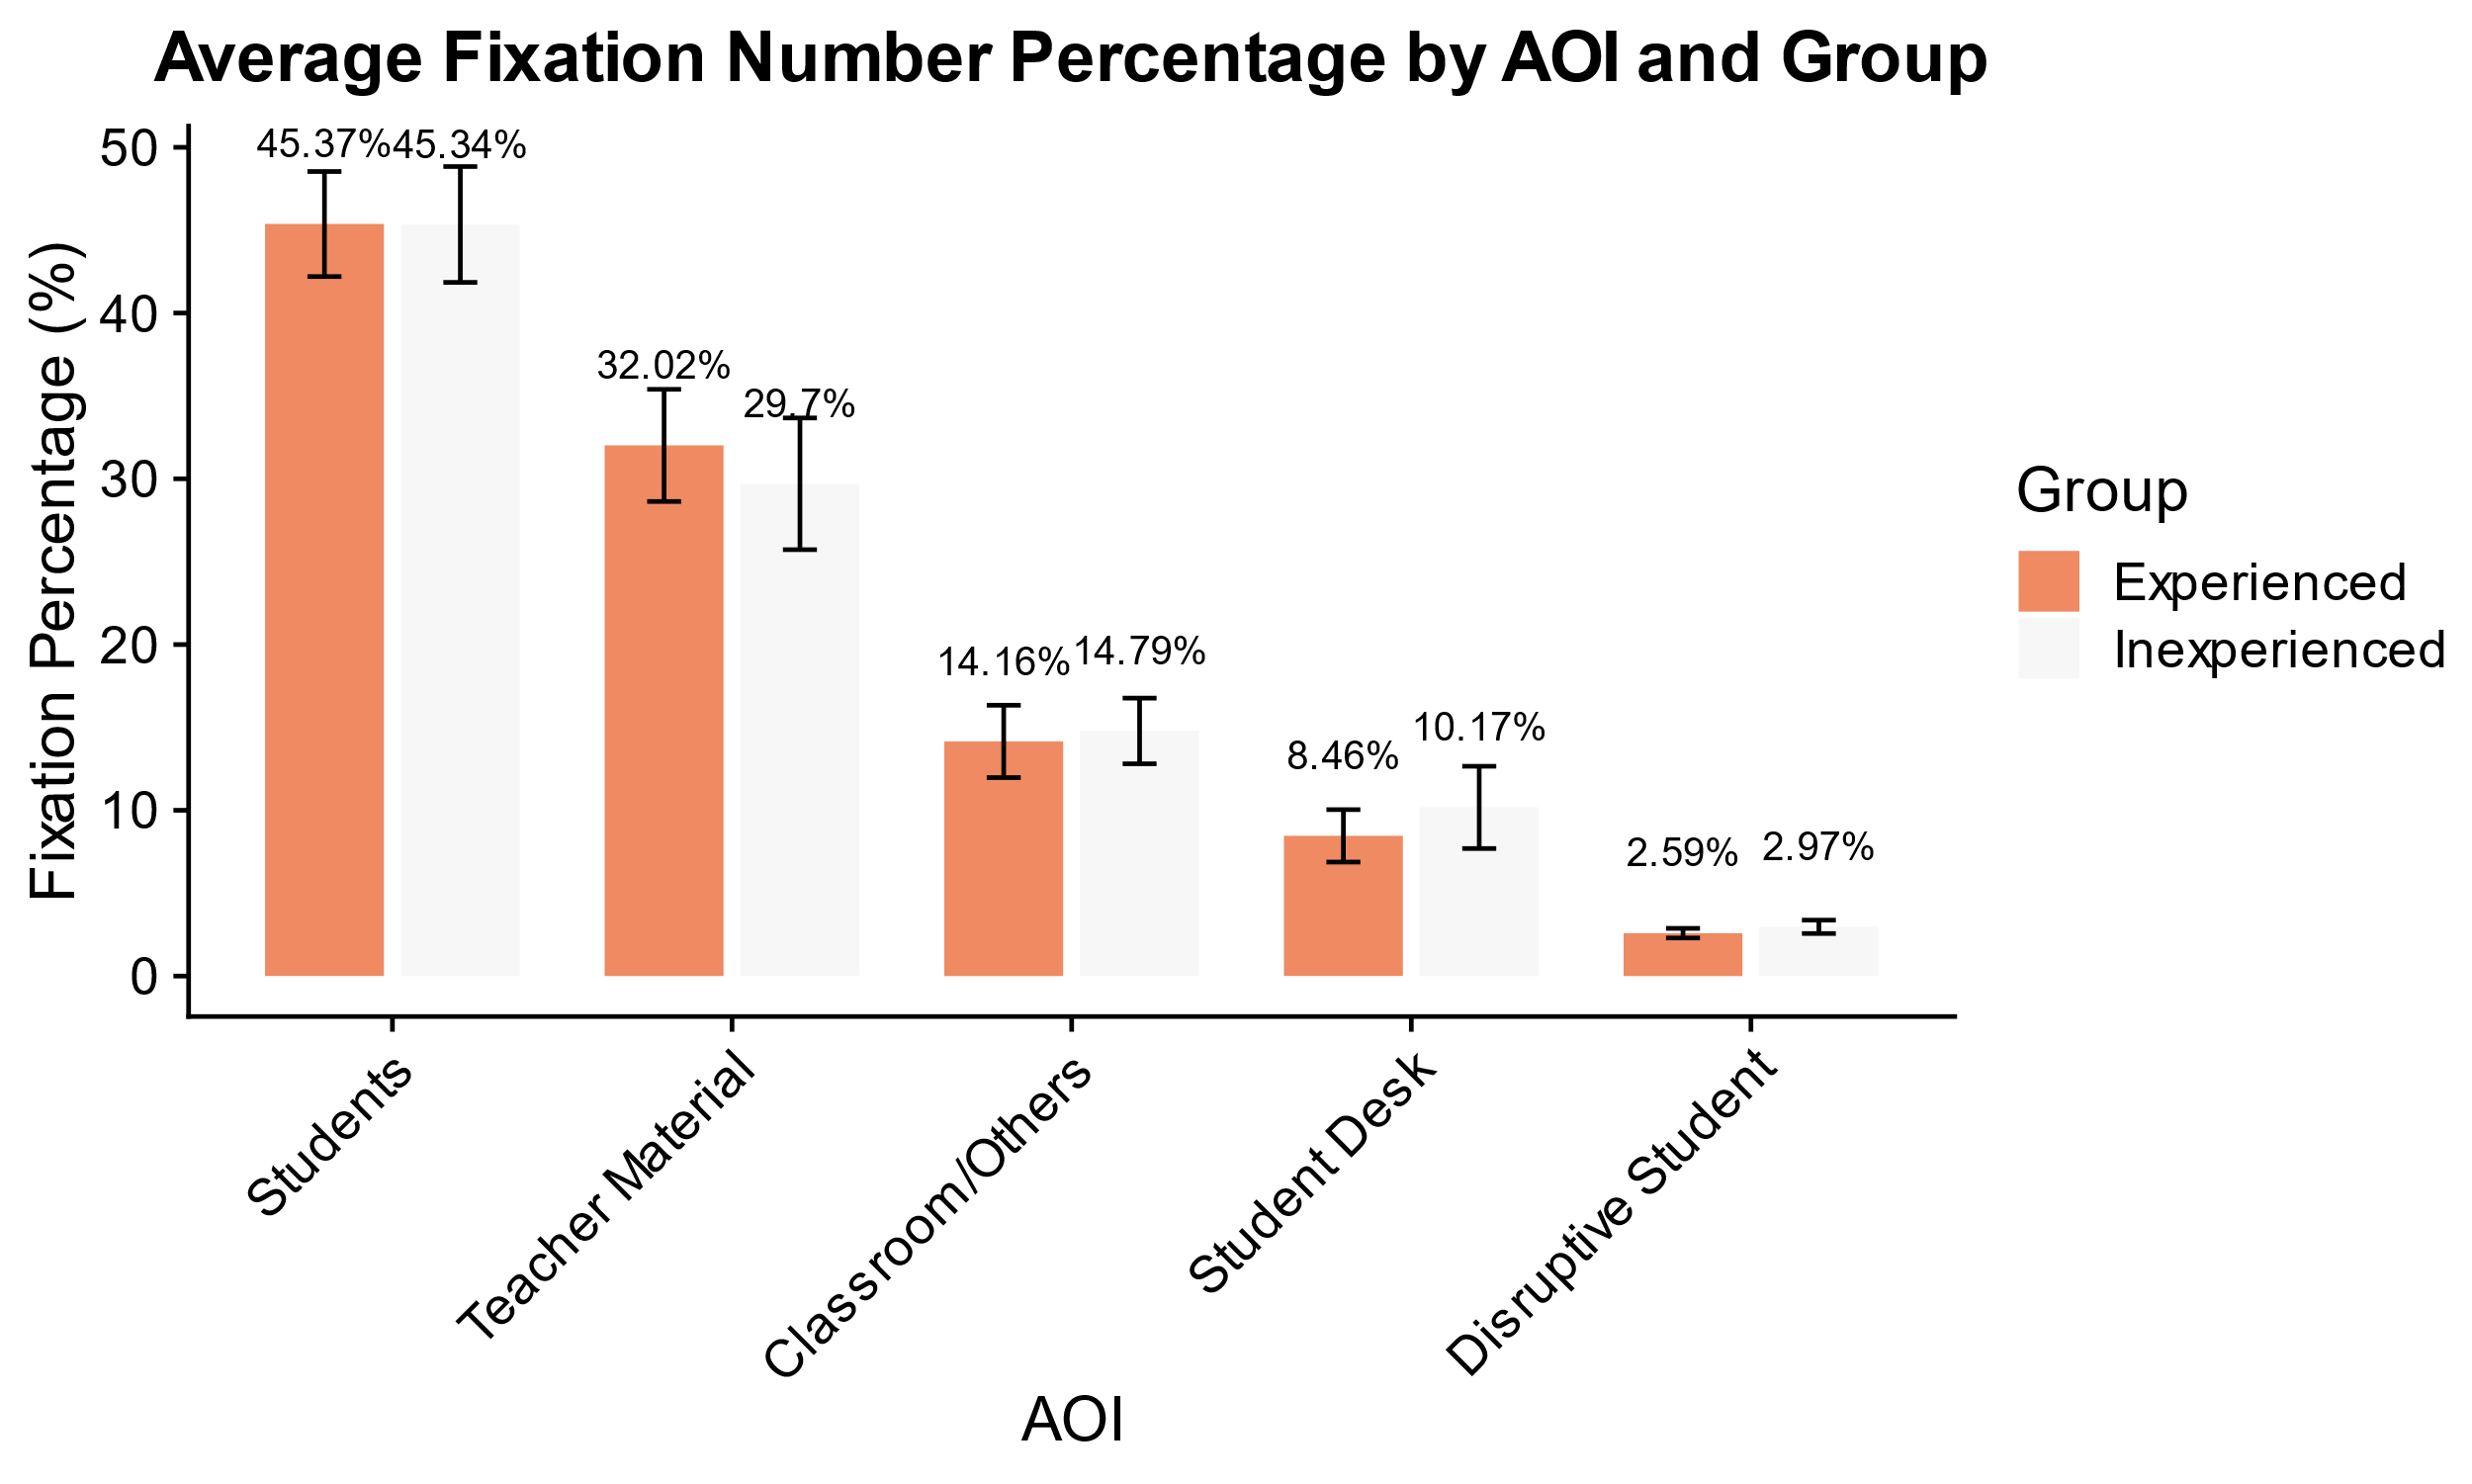 Average Fixation Number Percentage by AOI and Group
Fixation Percentage (%)
50
40
30
20
10
0
45.37% 45.34%
32.02%
29.7%
14.16% 14.79%
8.46%
10.17%
2.59%
2.97%
Students
Teacher Material
Classroom/Others
Student Desk
Disruptive Student
AOI
Group
Experienced
Inexperienced